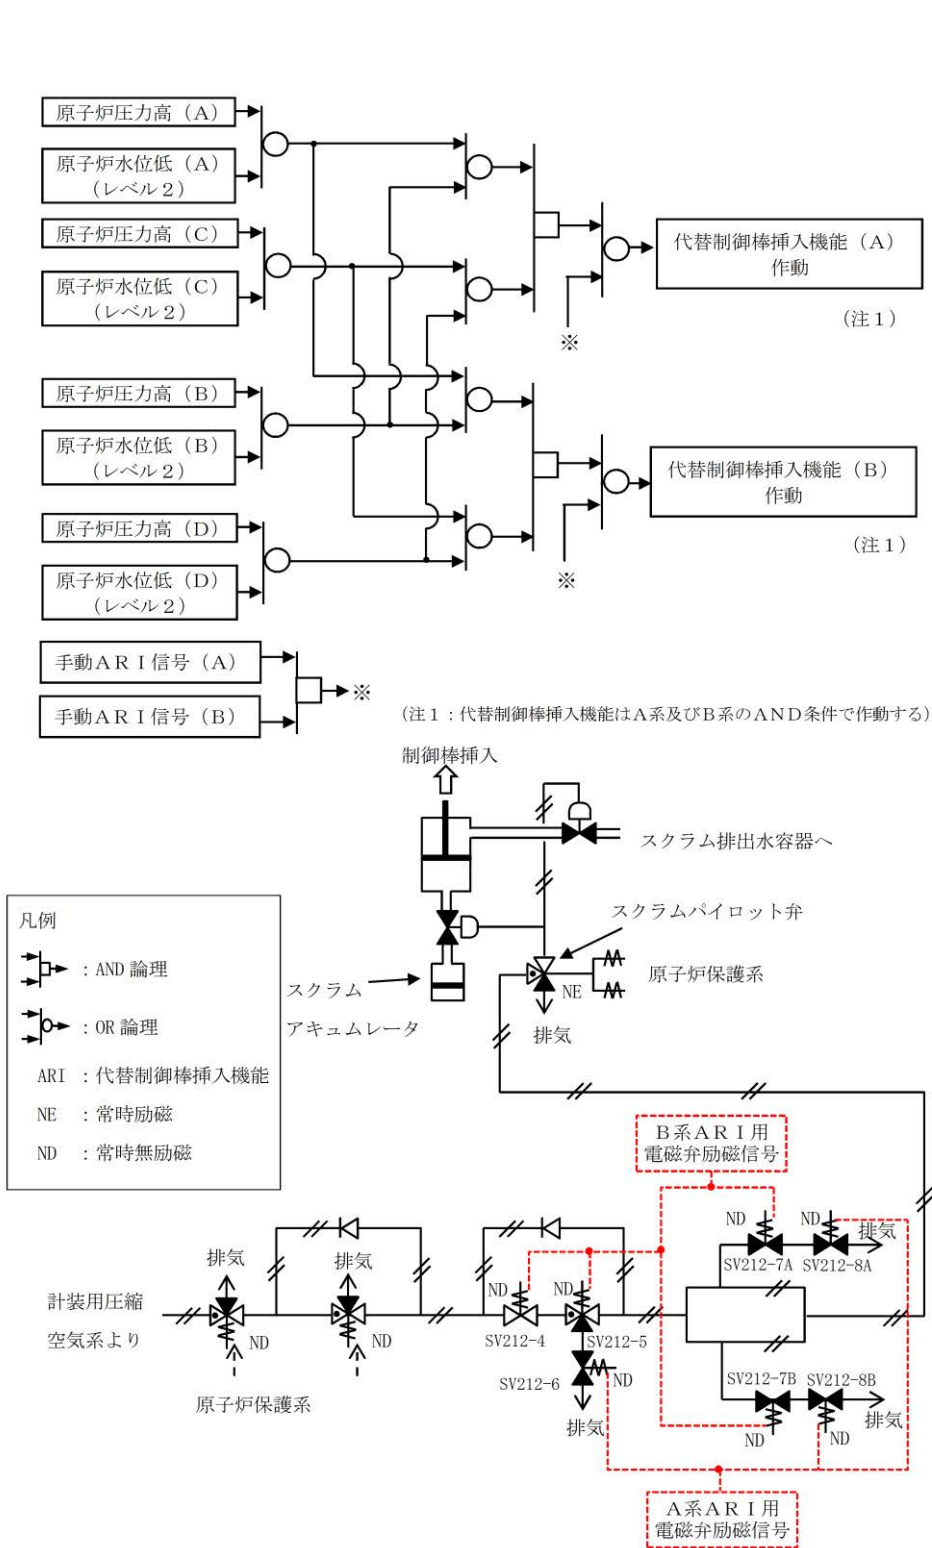 原子炉圧力高（Ａ）
原子炉水位低（Ａ）
（レベル２）
原子炉圧力高（Ｃ）
原子炉水位低（Ｃ）
（レベル２）
代替制御棒挿入機能（Ａ）
作動
（注１）
※
原子炉圧力高（Ｂ）
原子炉水位低（Ｂ）
（レベル２）
代替制御棒挿入機能（Ｂ）
作動
（注１）
※
原子炉圧力高（Ｄ）
原子炉水位低（Ｄ）
（レベル２）
手動ＡＲＩ信号（Ａ）
手動ＡＲＩ信号（Ｂ）
※
（注１：代替制御棒挿入機能はＡ系及びＢ系のＡＮＤ条件で作動する）
制御棒挿入
スクラム排出水容器へ
スクラムパイロット弁
原子炉保護系
NE
排気
スクラム
アキュムレータ
凡例
：AND 論理
：OR 論理
ARI ：代替制御棒挿入機能
NE ：常時励磁
ND ：常時無励磁
Ｂ系ＡＲＩ用
電磁弁励磁信号
ND
ND
排気
SV212-7A
SV212-8A
排気
排気
計装用圧縮
空気系より
ND
ND
原子炉保護系
ND
ND
SV212-4
SV212-5
SV212-6
ND
排気
SV212-7B
SV212-8B
排気
ND
ND
Ａ系ＡＲＩ用
電磁弁励磁信号